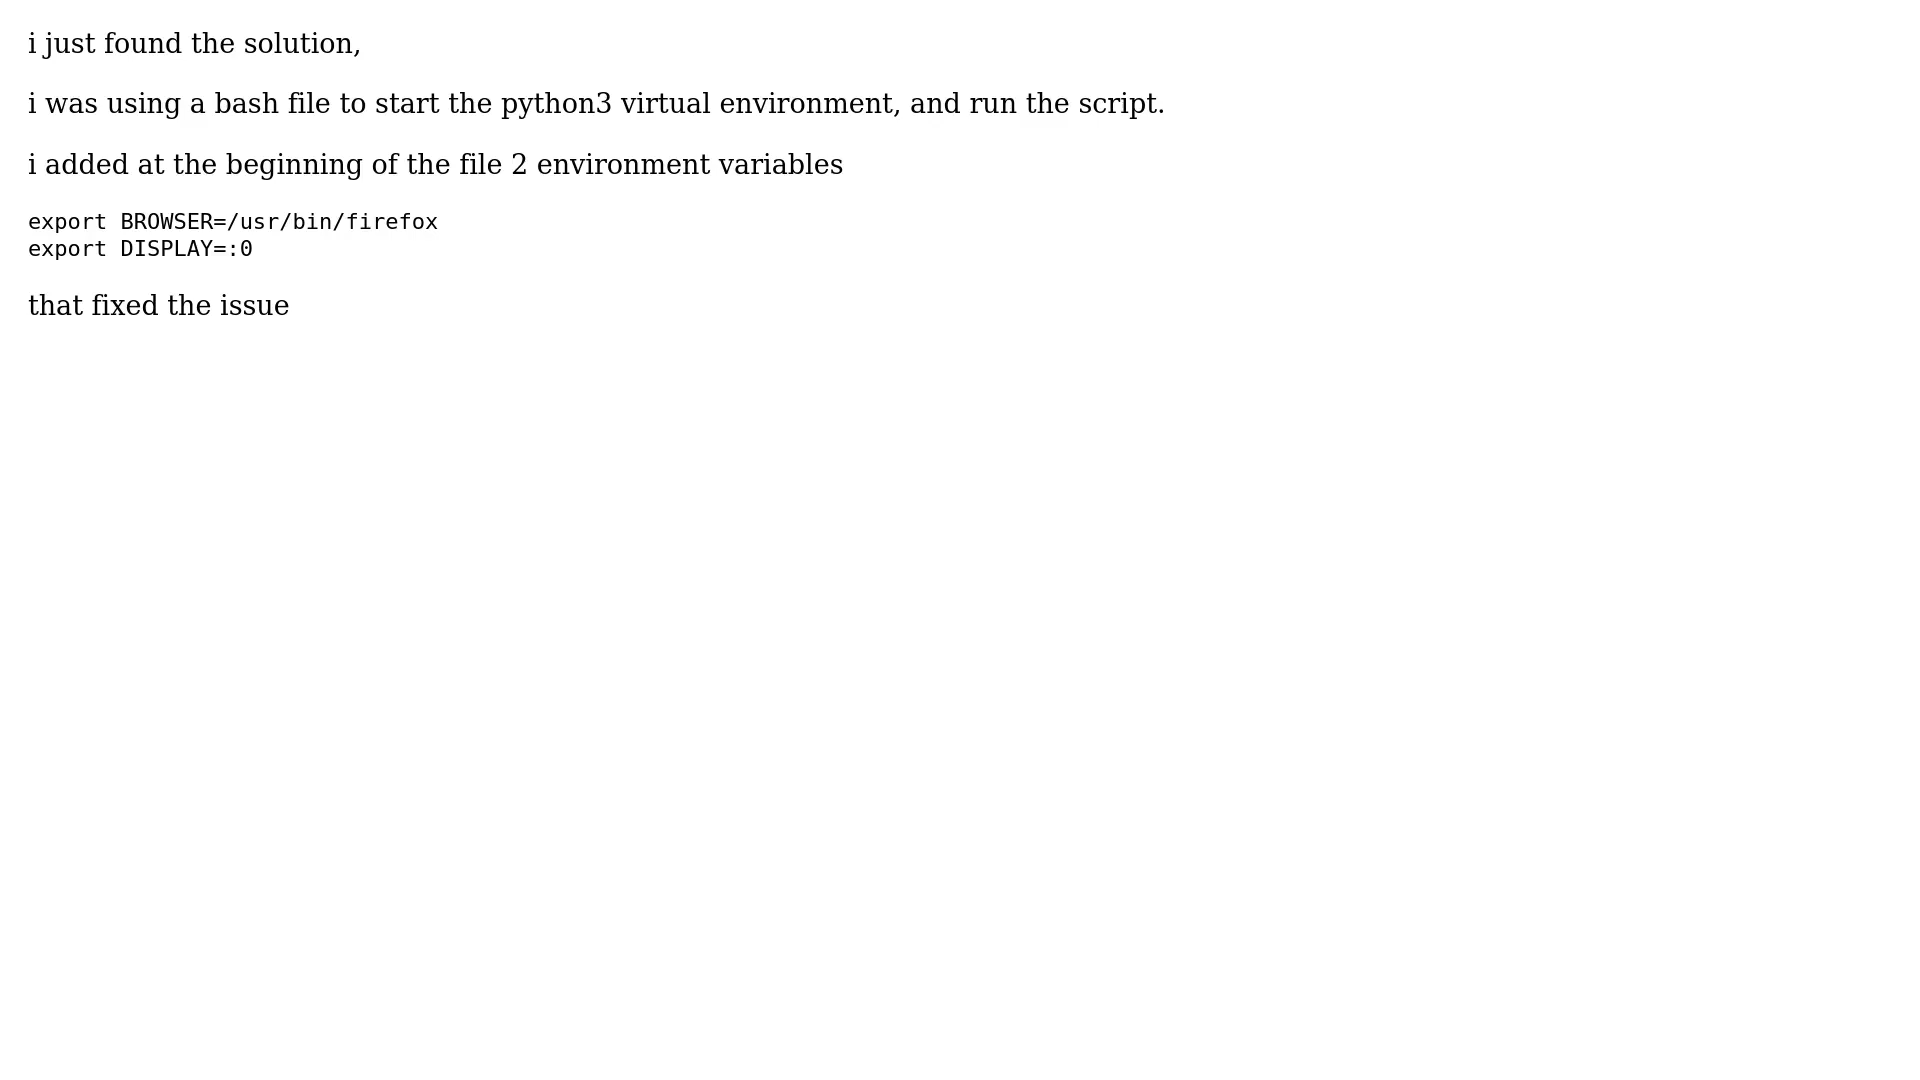 i just found the solution,
i was using a bash file to start the python3 virtual environment, and run the script.
i added at the beginning of the file 2 environment variables
export BROWSER=/usr/bin/firefox
export DISPLAY=:0
that fixed the issue